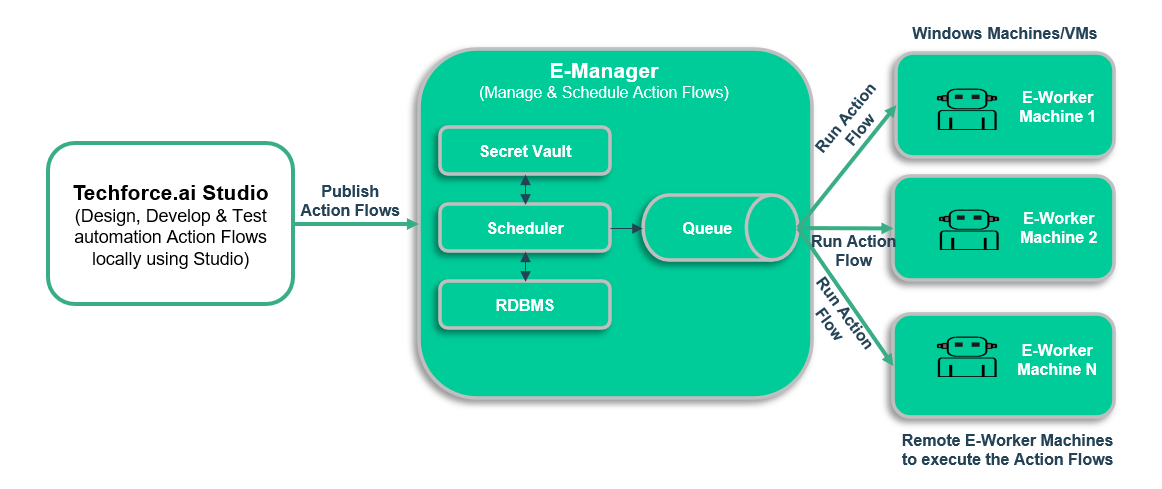 Techforce.ai Studio
(Design, Develop & Test
automation Action Flows
locally using Studio)
Publish
Action Flows
E-Manager
(Manage & Schedule Action Flows)
Secret Vault
Scheduler
RDBMS
Queue
Run Action
Flow
Run Action
Flow
Run Action
Flow
Windows Machines/VMs
E-Worker
Machine 1
E-Worker
Machine 2
E-Worker
Machine N
Remote E-Worker Machines
to execute the Action Flows